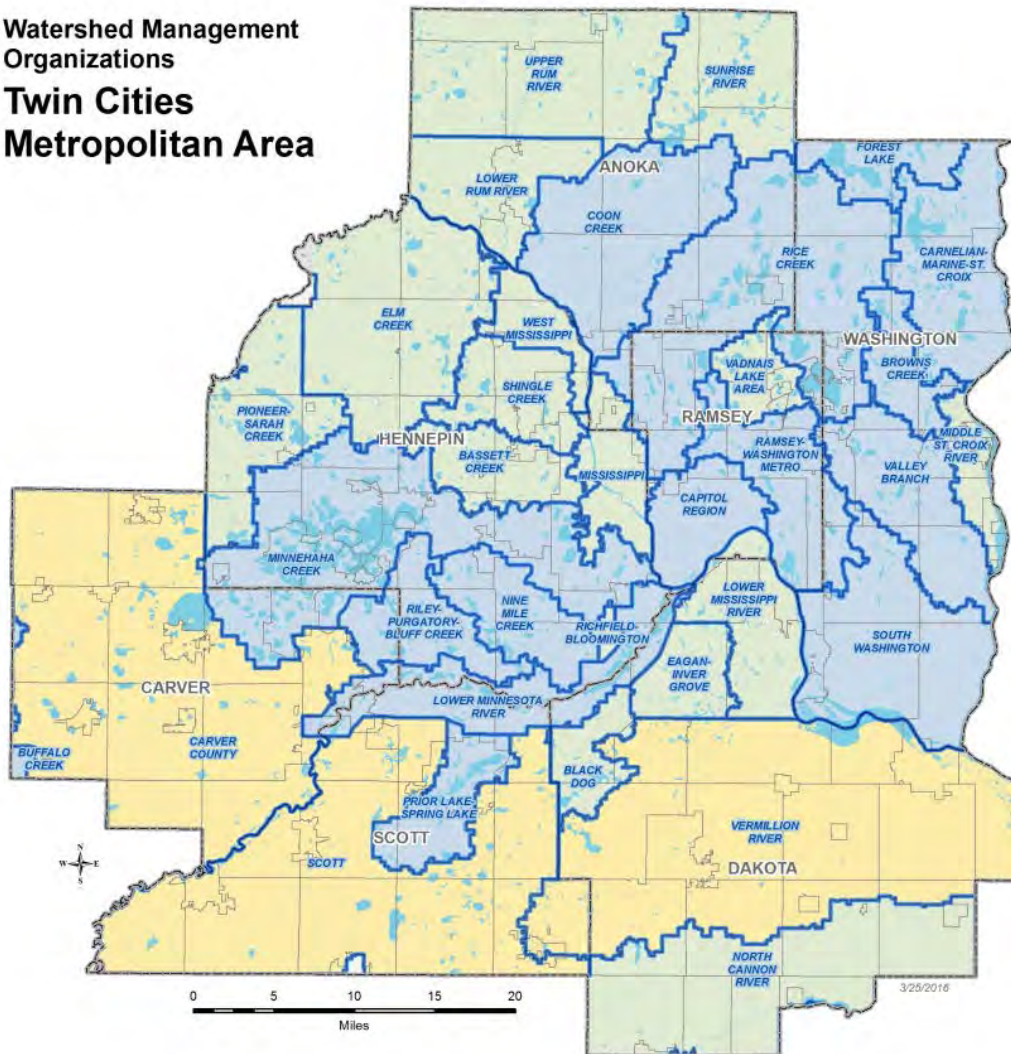 Watershed Management
Organizations
Twin Cities
Metropolitan Area
UPPER
RUM
RIVER
SUNRISE
RIVER
FOREST
LAKE
ANOKA
LOWER
RUM RIVER
COON
CREEK
RICE
CREEK
CARNELIAN-
MARINE-ST.
CROIX
ELM
CREEK
WEST
MISSISSIPPI
WASHINGTON
VADNAIS
LAKE
AREA
BROWNS
CREEK
SHINGLE
CREEK
PIONEER-
SARAH
CREEK
RAMSEY
HENNEPIN
BASSETT
CREEK
RAMSEY-
WASHINGTON
METRO
MIDDLE
ST. CROIX
RIVER
VALLEY
BRANCH
MISSISSIPPI
CAPITOL
REGION
MINNEHAHA
CREEK
LOWER
MISSISSIPPI
RIVER
RILEY-
PURGATORY-
BLUFF CREEK
NINE
MILE
CREEK
RICHFIELD-
BLOOMINGTON
SOUTH
WASHINGTON
EAGAN-
INVER
GROVE
CARVER
LOWER MINNESOTA
RIVER
BUFFALO
CREEK
CARVER
COUNTY
BLACK
DOG
PRIOR LAKE-
SPRING LAKE
SCOTT
SCOTT
VERMILLION
RIVER
DAKOTA
N
W E
S
NORTH
CANNON
RIVER
3/25/2016
0 5 10 15 20
Miles